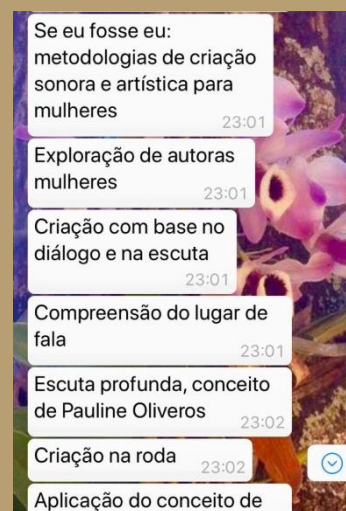 Se eu fosse eu:
metodologias de criação
sonora e artística para
mulheres
23:01
Exploração de autoras
mulheres
23:01
Criação com base no
diálogo e na escuta
23:01
Compreensão do lugar de
fala
23:01
Escuta profunda, conceito
de Pauline Oliveros
23:02
Criação na roda
23:02
Aplicação do conceito de